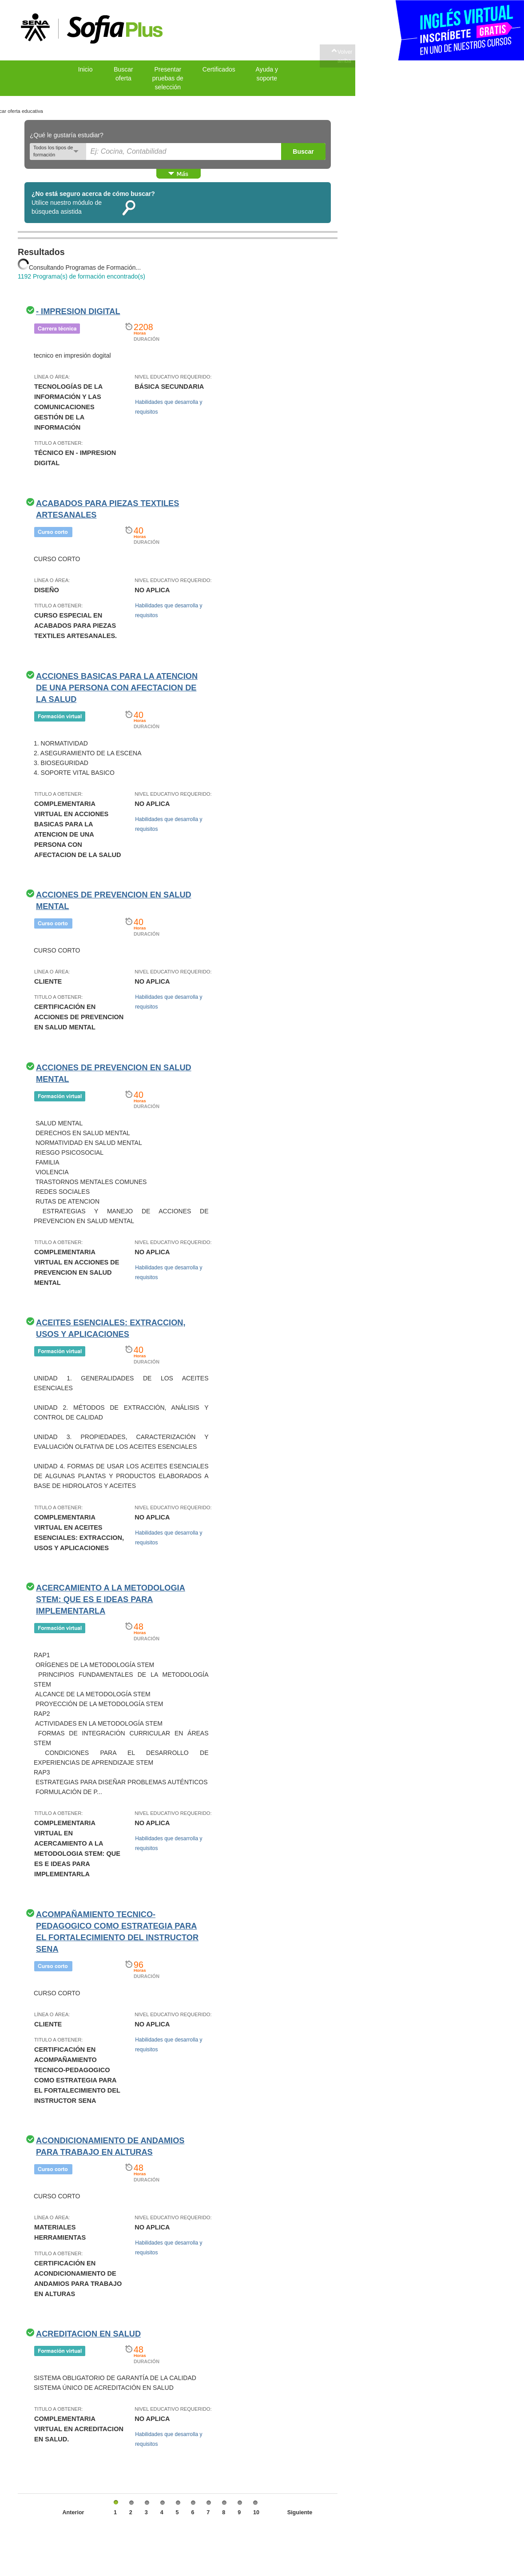 SENA
Sofia Plus
INGLÉS VIRTUAL
INSCRÍBETE GRATIS
EN UNO DE NUESTROS CURSOS
Inicio
Buscar
oferta
Presentar
pruebas de
selección
Certificados
Ayuda y
soporte
car oferta educativa
¿Qué le gustaría estudiar?
Todos los tipos de
formación
Ej: Cocina, Contabilidad
Buscar
Más
¿No está seguro acerca de cómo buscar?
Utilice nuestro módulo de
búsqueda asistida
Resultados
Consultando Programas de Formación...
1192 Programa(s) de formación encontrado(s)
- IMPRESION DIGITAL
Carrera técnica
2208
Horas
DURACIÓN
tecnico en impresión dogital
LÍNEA O ÁREA:
TECNOLOGÍAS DE LA
INFORMACIÓN Y LAS
COMUNICACIONES
GESTIÓN DE LA
INFORMACIÓN
TITULO A OBTENER:
TÉCNICO EN - IMPRESION
DIGITAL
NIVEL EDUCATIVO REQUERIDO:
BÁSICA SECUNDARIA
Habilidades que desarrolla y
requisitos
ACABADOS PARA PIEZAS TEXTILES
ARTESANALES
Curso corto
40
Horas
DURACIÓN
CURSO CORTO
LÍNEA O ÁREA:
DISEÑO
TITULO A OBTENER:
CURSO ESPECIAL EN
ACABADOS PARA PIEZAS
TEXTILES ARTESANALES.
NIVEL EDUCATIVO REQUERIDO:
NO APLICA
Habilidades que desarrolla y
requisitos
ACCIONES BASICAS PARA LA ATENCION
DE UNA PERSONA CON AFECTACION DE
LA SALUD
Formación virtual
40
Horas
DURACIÓN
1. NORMATIVIDAD
2. ASEGURAMIENTO DE LA ESCENA
3. BIOSEGURIDAD
4. SOPORTE VITAL BASICO
TITULO A OBTENER:
COMPLEMENTARIA
VIRTUAL EN ACCIONES
BASICAS PARA LA
ATENCION DE UNA
PERSONA CON
AFECTACION DE LA SALUD
NIVEL EDUCATIVO REQUERIDO:
NO APLICA
Habilidades que desarrolla y
requisitos
ACCIONES DE PREVENCION EN SALUD
MENTAL
Curso corto
40
Horas
DURACIÓN
CURSO CORTO
LÍNEA O ÁREA:
CLIENTE
TITULO A OBTENER:
CERTIFICACIÓN EN
ACCIONES DE PREVENCION
EN SALUD MENTAL
NIVEL EDUCATIVO REQUERIDO:
NO APLICA
Habilidades que desarrolla y
requisitos
ACCIONES DE PREVENCION EN SALUD
MENTAL
Formación virtual
40
Horas
DURACIÓN
SALUD MENTAL
DERECHOS EN SALUD MENTAL
NORMATIVIDAD EN SALUD MENTAL
RIESGO PSICOSOCIAL
FAMILIA
VIOLENCIA
TRASTORNOS MENTALES COMUNES
REDES SOCIALES
RUTAS DE ATENCION
ESTRATEGIAS Y MANEJO DE ACCIONES DE
PREVENCION EN SALUD MENTAL
TITULO A OBTENER:
COMPLEMENTARIA
VIRTUAL EN ACCIONES DE
PREVENCION EN SALUD
MENTAL
NIVEL EDUCATIVO REQUERIDO:
NO APLICA
Habilidades que desarrolla y
requisitos
ACEITES ESENCIALES: EXTRACCION,
USOS Y APLICACIONES
Formación virtual
40
Horas
DURACIÓN
UNIDAD 1. GENERALIDADES DE LOS ACEITES
ESENCIALES
UNIDAD 2. MÉTODOS DE EXTRACCIÓN, ANÁLISIS Y
CONTROL DE CALIDAD
UNIDAD 3. PROPIEDADES, CARACTERIZACIÓN Y
EVALUACIÓN OLFATIVA DE LOS ACEITES ESENCIALES
UNIDAD 4. FORMAS DE USAR LOS ACEITES ESENCIALES
DE ALGUNAS PLANTAS Y PRODUCTOS ELABORADOS A
BASE DE HIDROLATOS Y ACEITES
TITULO A OBTENER:
COMPLEMENTARIA
VIRTUAL EN ACEITES
ESENCIALES: EXTRACCION,
USOS Y APLICACIONES
NIVEL EDUCATIVO REQUERIDO:
NO APLICA
Habilidades que desarrolla y
requisitos
ACERCAMIENTO A LA METODOLOGIA
STEM: QUE ES E IDEAS PARA
IMPLEMENTARLA
Formación virtual
48
Horas
DURACIÓN
RAP1
ORÍGENES DE LA METODOLOGÍA STEM
PRINCIPIOS FUNDAMENTALES DE LA METODOLOGÍA
STEM
ALCANCE DE LA METODOLOGÍA STEM
PROYECCIÓN DE LA METODOLOGÍA STEM
RAP2
ACTIVIDADES EN LA METODOLOGÍA STEM
FORMAS DE INTEGRACIÓN CURRICULAR EN ÁREAS
STEM
CONDICIONES PARA EL DESARROLLO DE
EXPERIENCIAS DE APRENDIZAJE STEM
RAP3
ESTRATEGIAS PARA DISEÑAR PROBLEMAS AUTÉNTICOS
FORMULACIÓN DE P...
TITULO A OBTENER:
COMPLEMENTARIA
VIRTUAL EN
ACERCAMIENTO A LA
METODOLOGIA STEM: QUE
ES E IDEAS PARA
IMPLEMENTARLA
NIVEL EDUCATIVO REQUERIDO:
NO APLICA
Habilidades que desarrolla y
requisitos
ACOMPAÑAMIENTO TECNICO-
PEDAGOGICO COMO ESTRATEGIA PARA
EL FORTALECIMIENTO DEL INSTRUCTOR
SENA
Curso corto
96
Horas
DURACIÓN
CURSO CORTO
LÍNEA O ÁREA:
CLIENTE
TITULO A OBTENER:
CERTIFICACIÓN EN
ACOMPAÑAMIENTO
TECNICO-PEDAGOGICO
COMO ESTRATEGIA PARA
EL FORTALECIMIENTO DEL
INSTRUCTOR SENA
NIVEL EDUCATIVO REQUERIDO:
NO APLICA
Habilidades que desarrolla y
requisitos
ACONDICIONAMIENTO DE ANDAMIOS
PARA TRABAJO EN ALTURAS
Curso corto
48
Horas
DURACIÓN
CURSO CORTO
LÍNEA O ÁREA:
MATERIALES
HERRAMIENTAS
TITULO A OBTENER:
CERTIFICACIÓN EN
ACONDICIONAMIENTO DE
ANDAMIOS PARA TRABAJO
EN ALTURAS
NIVEL EDUCATIVO REQUERIDO:
NO APLICA
Habilidades que desarrolla y
requisitos
ACREDITACION EN SALUD
Formación virtual
48
Horas
DURACIÓN
SISTEMA OBLIGATORIO DE GARANTÍA DE LA CALIDAD
SISTEMA ÚNICO DE ACREDITACIÓN EN SALUD
TITULO A OBTENER:
COMPLEMENTARIA
VIRTUAL EN ACREDITACION
EN SALUD.
NIVEL EDUCATIVO REQUERIDO:
NO APLICA
Habilidades que desarrolla y
requisitos
Anterior 1 2 3 4 5 6 7 8 9 10 Siguiente